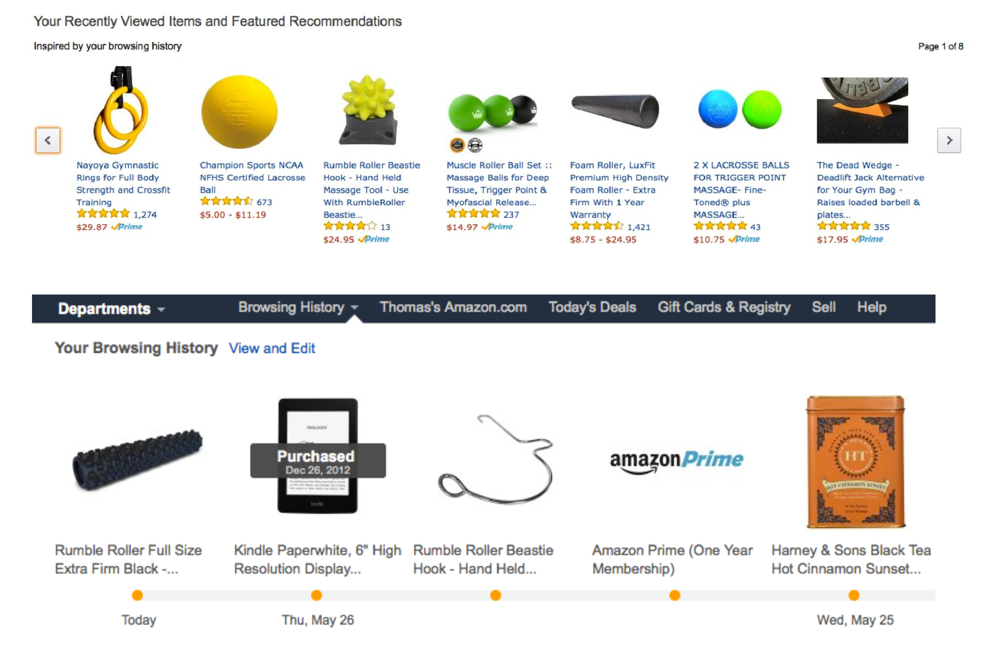 Your Recently Viewed Items and Featured Recommendations
Inspired by your browsing history
Page 1 of 8
Nayoya Gymnastic
Rings for Full Body
Strength and Crossfit
Training
1,274
$29.87 Prime
Champion Sports NCAA
NFHS Certified Lacrosse
Ball
673
$5.00 - $11.19
Rumble Roller Beastie
Hook - Hand Held
Massage Tool - Use
With RumbleRoller
Beastie...
13
$24.95 Prime
Muscle Roller Ball Set ::
Massage Balls for Deep
Tissue, Trigger Point &
Myofascial Release...
237
$14.97 Prime
Foam Roller, LuxFit
Premium High Density
Foam Roller - Extra
Firm With 1 Year
Warranty
1,421
$8.75 - $24.95
2 X LACROSSE BALLS
FOR TRIGGER POINT
MASSAGE- Fine-
Toned® plus
MASSAGE...
43
$10.75 Prime
The Dead Wedge -
Deadlift Jack Alternative
for Your Gym Bag -
Raises loaded barbell &
plates...
355
$17.95 Prime
Departments
Browsing History
Thomas's Amazon.com
Today's Deals
Gift Cards & Registry
Sell
Help
Your Browsing History View and Edit
PROLOGUE
Purchased
Dec 26, 2012
kindle
amazonPrime
HT
HOT CINNAMON SUNSET
Rumble Roller Full Size
Extra Firm Black -...
Kindle Paperwhite, 6" High
Resolution Display...
Rumble Roller Beastie
Hook - Hand Held...
Amazon Prime (One Year
Membership)
Harney & Sons Black Tea
Hot Cinnamon Sunset...
Today
Thu, May 26
Wed, May 25